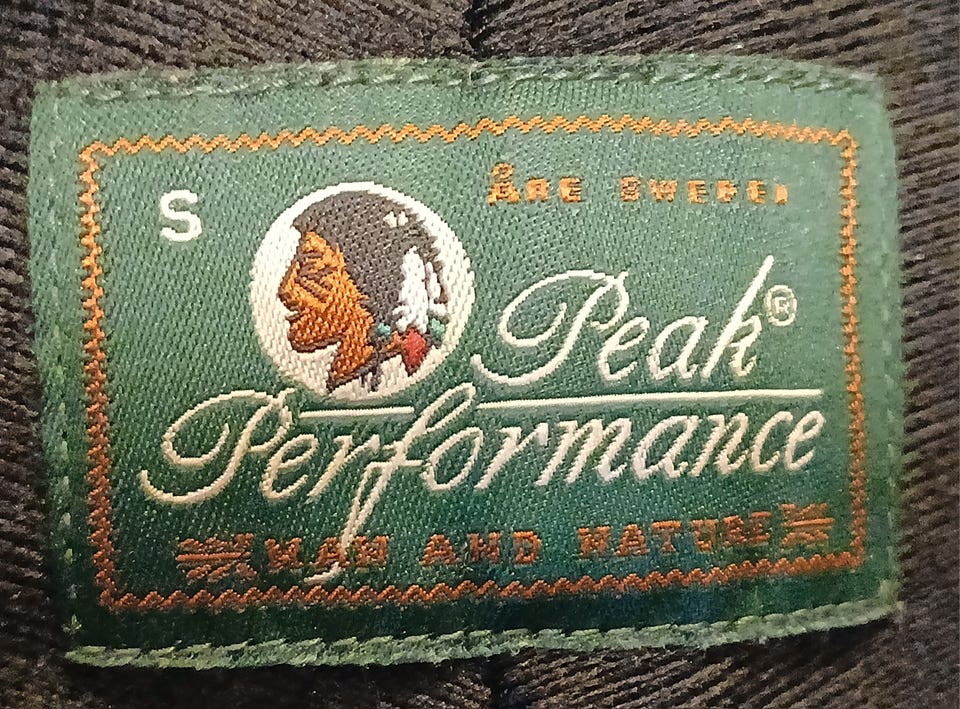 S
Åre Sweden
Peak®
Performance
MAN AND NATURE